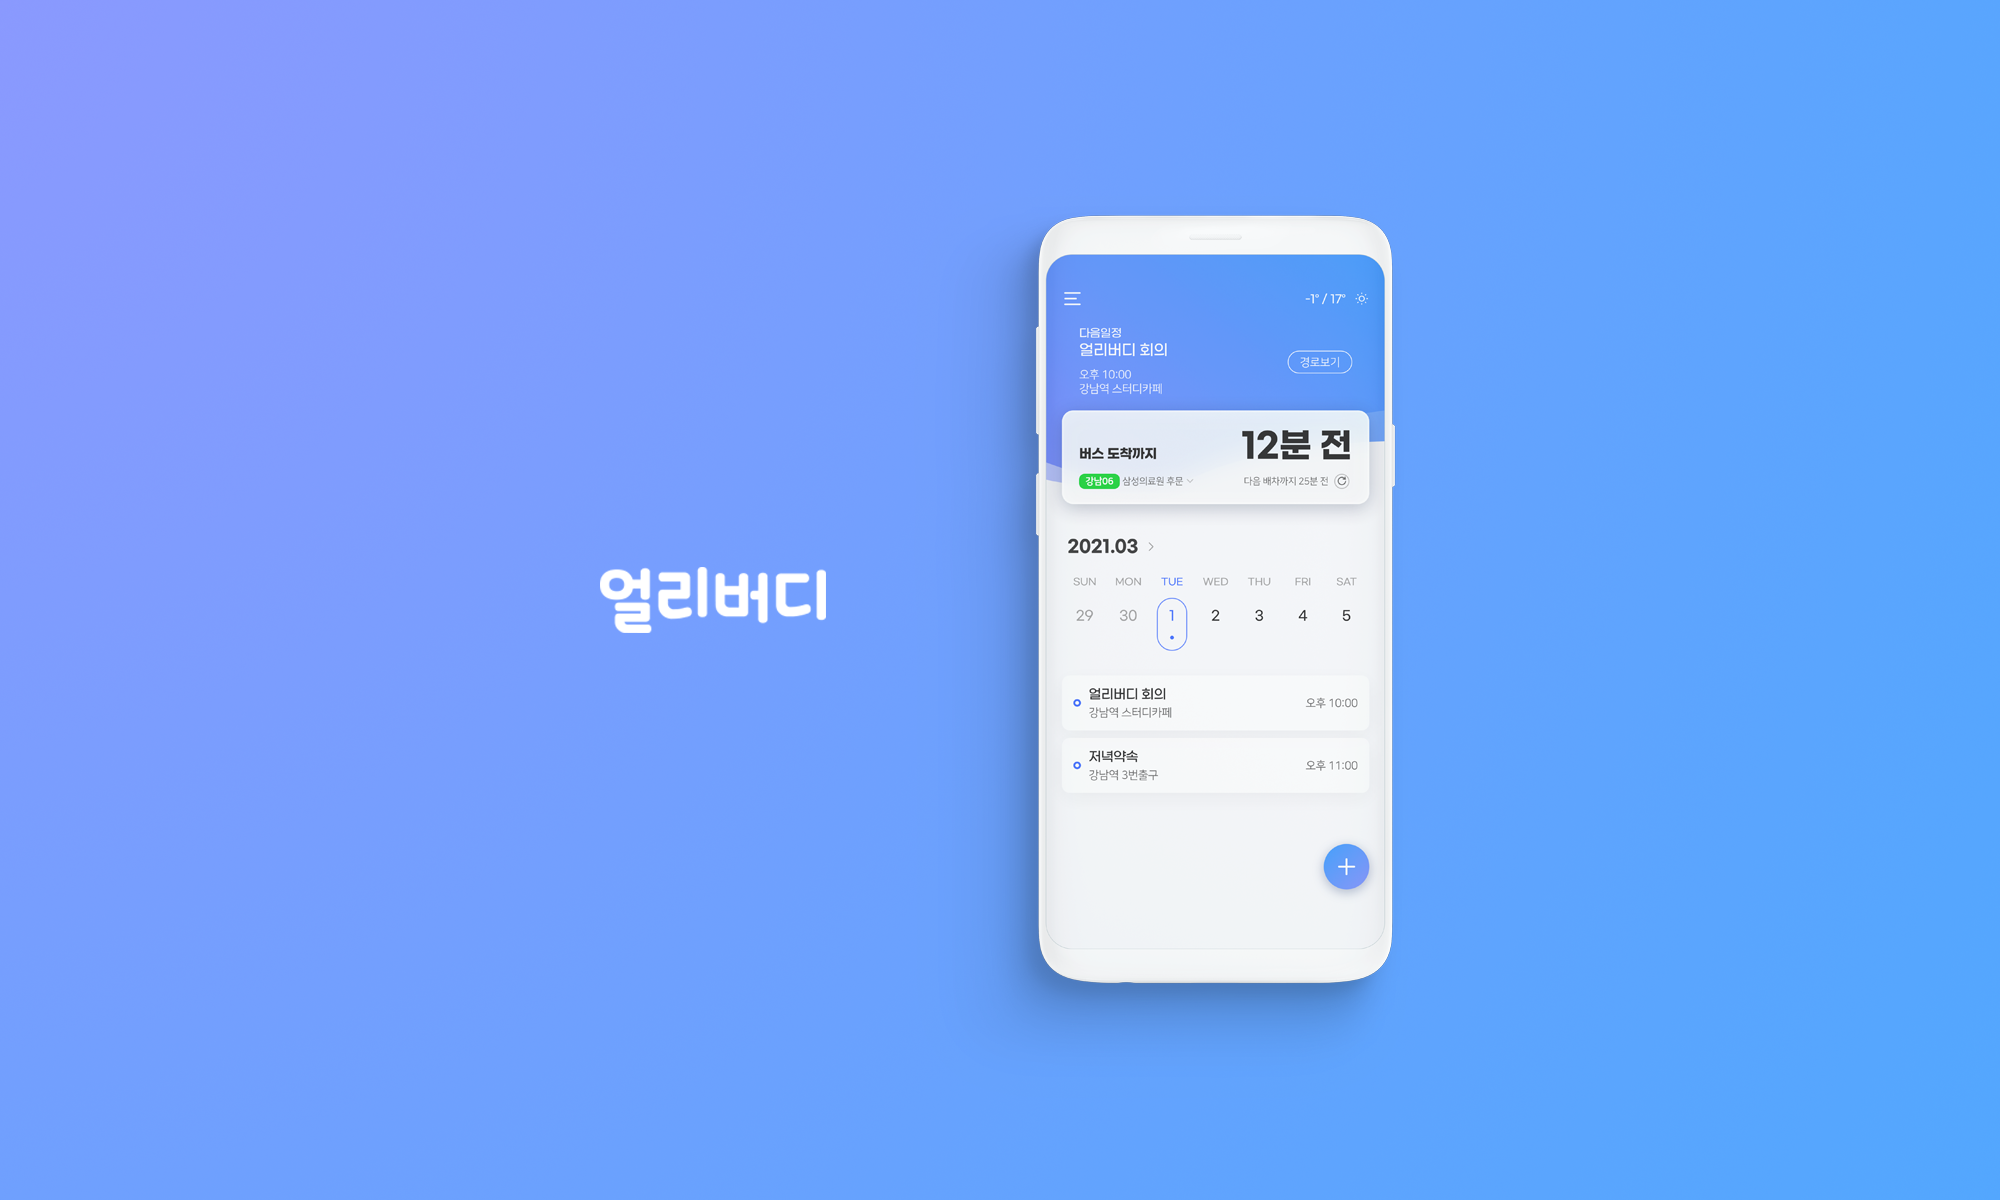 얼리버디
-1° / 17°
다음일정
얼리버디 회의
오후 10:00
강남역 스터디카페
경로보기
버스 도착까지
12분 전
강남06 삼성의료원 후문
다음 배차까지 25분 전
2021.03
SUN MON TUE WED THU FRI SAT
29 30 1 2 3 4 5
얼리버디 회의
강남역 스터디카페
오후 10:00
저녁약속
강남역 3번출구
오후 11:00